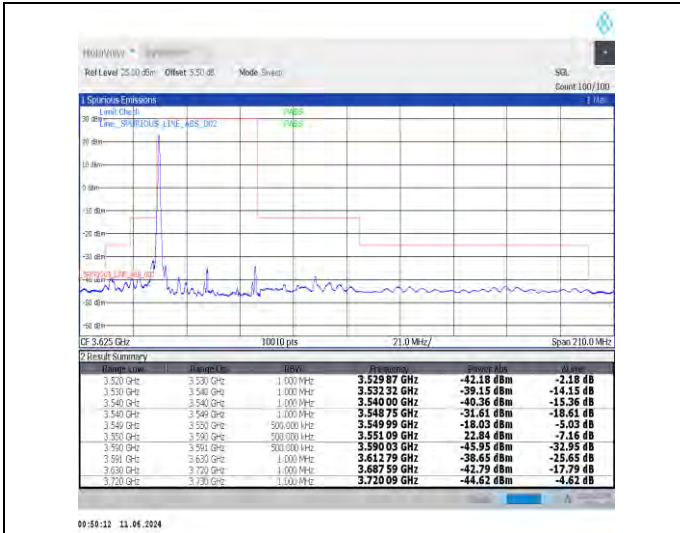 MultiView
Ref Level 25.00 dBm Offset 3.50 dB Mode Sweep SGL
Count 100/100
1 Spurious Emissions
Limit Check PASS
Line _SPURIOUS_LINE_ABS_002 PASS
30 dBm
20 dBm
10 dBm
0 dBm
-10 dBm
-20 dBm
-30 dBm
-40 dBm
-50 dBm
-60 dBm
CF 3.625 GHz 10010 pts 21.0 MHz/ Span 210.0 MHz
2 Result Summary
Range Low Range Up RBW Frequency Power Abs ΔLimit
3.520 GHz 3.530 GHz 1.000 MHz 3.529 87 GHz -42.18 dBm -2.18 dB
3.530 GHz 3.540 GHz 1.000 MHz 3.532 32 GHz -39.15 dBm -14.15 dB
3.540 GHz 3.540 GHz 1.000 MHz 3.540 00 GHz -40.36 dBm -15.36 dB
3.540 GHz 3.549 GHz 1.000 MHz 3.548 75 GHz -31.61 dBm -18.61 dB
3.549 GHz 3.550 GHz 500.000 kHz 3.549 99 GHz -18.03 dBm -5.03 dB
3.550 GHz 3.590 GHz 500.000 kHz 3.551 09 GHz 22.84 dBm -7.16 dB
3.590 GHz 3.591 GHz 500.000 kHz 3.590 03 GHz -45.95 dBm -32.95 dB
3.591 GHz 3.630 GHz 1.000 MHz 3.612 79 GHz -38.65 dBm -25.65 dB
3.630 GHz 3.720 GHz 1.000 MHz 3.687 59 GHz -42.79 dBm -17.79 dB
3.720 GHz 3.730 GHz 1.000 MHz 3.720 09 GHz -44.62 dBm -4.62 dB
00:50:12 11.06.2024